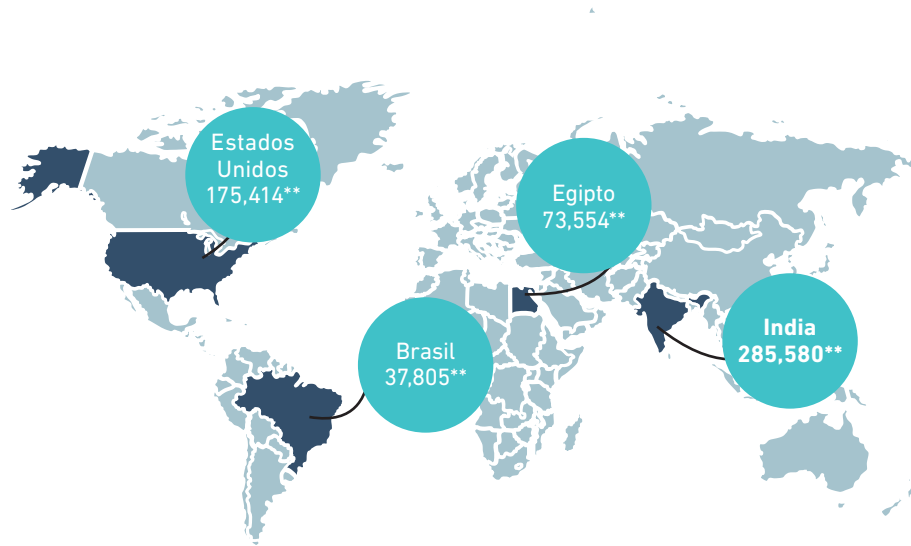 Estados
Unidos
175,414**
Egipto
73,554**
India
285,580**
Brasil
37,805**